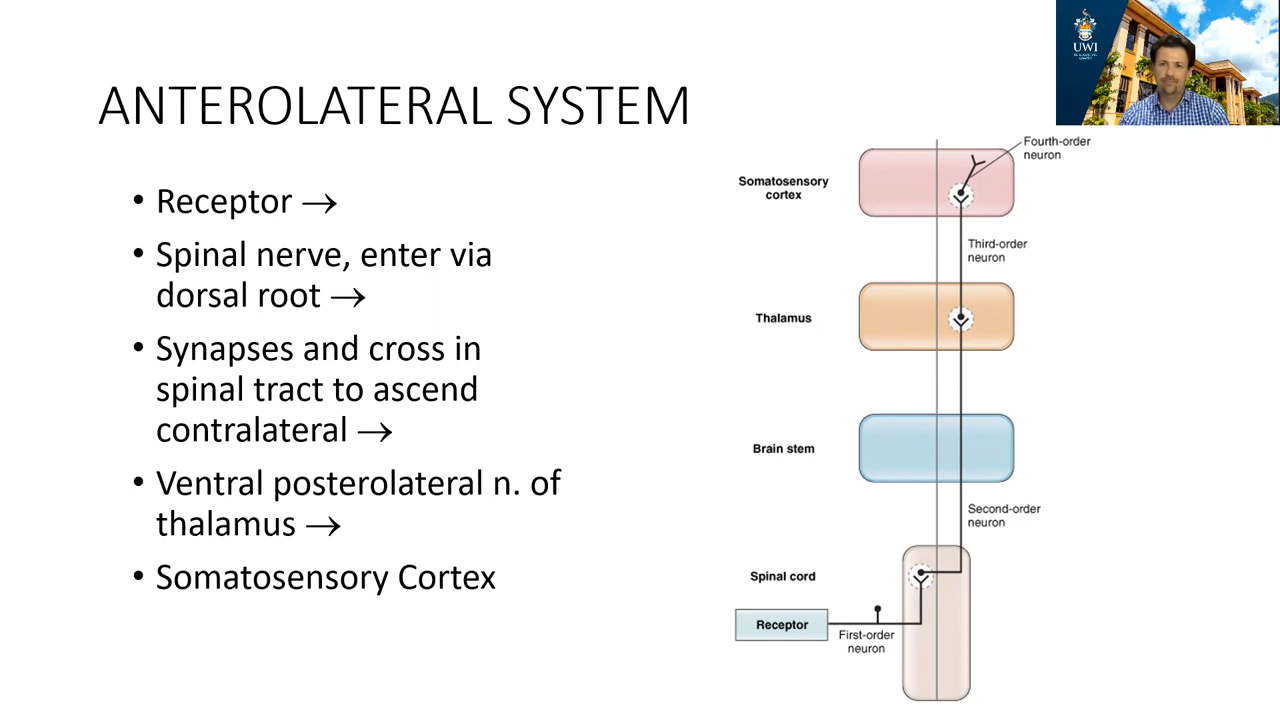 UWI
ANTEROLATERAL SYSTEM
• Receptor →
• Spinal nerve, enter via
dorsal root →
• Synapses and cross in
spinal tract to ascend
contralateral →
• Ventral posterolateral n. of
thalamus →
• Somatosensory Cortex
Fourth-order
neuron
Somatosensory
cortex
Third-order
neuron
Thalamus
Brain stem
Second-order
neuron
Spinal cord
Receptor
First-order
neuron